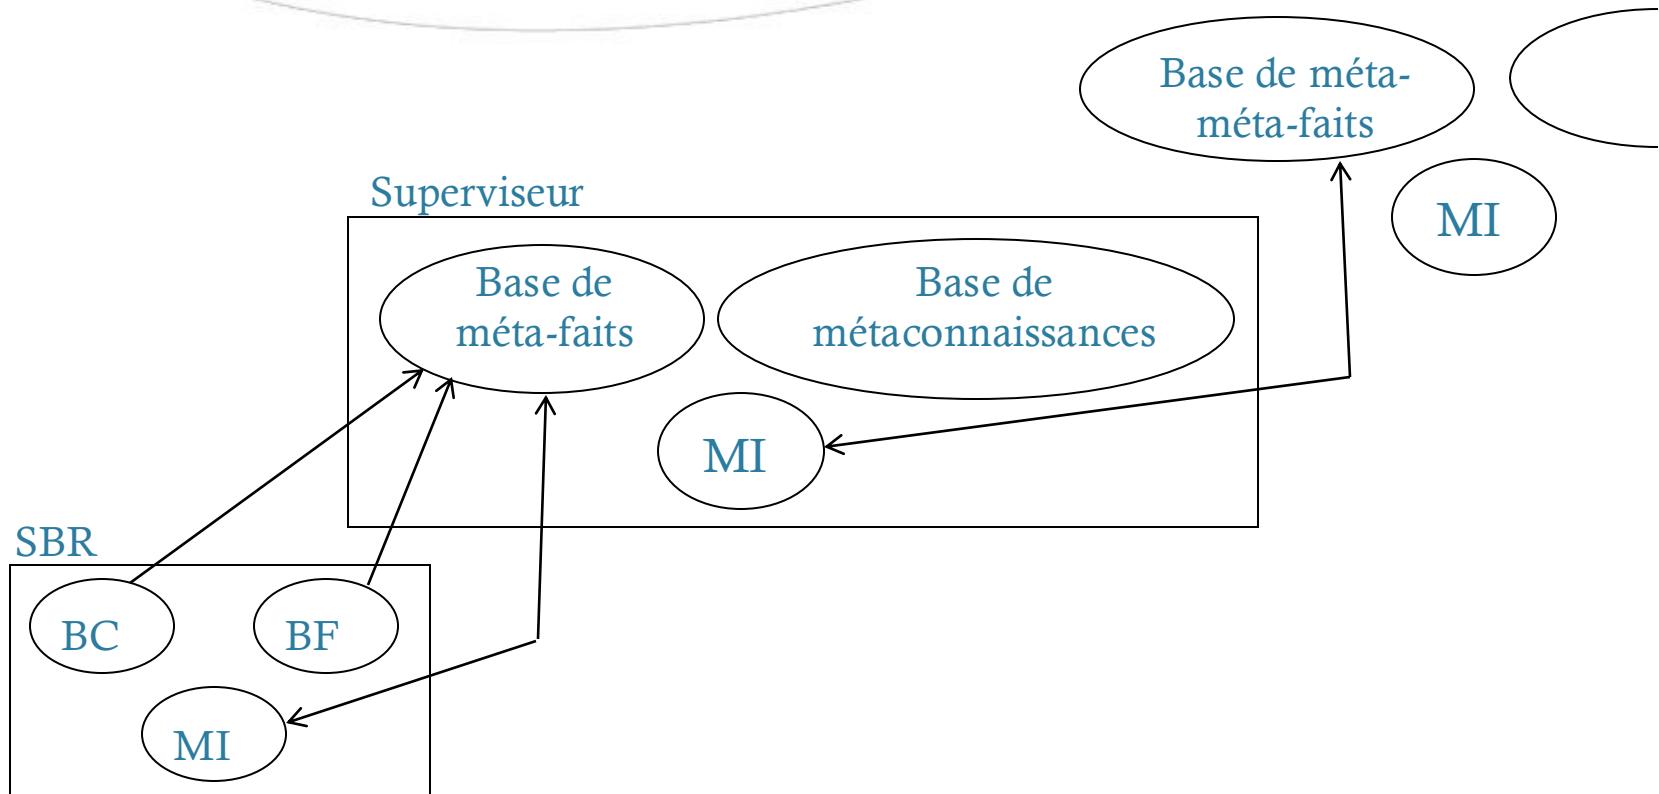 Base de méta-
méta-faits
MI
Superviseur
Base de
méta-faits
Base de
métaconnaissances
MI
SBR
BC
BF
MI